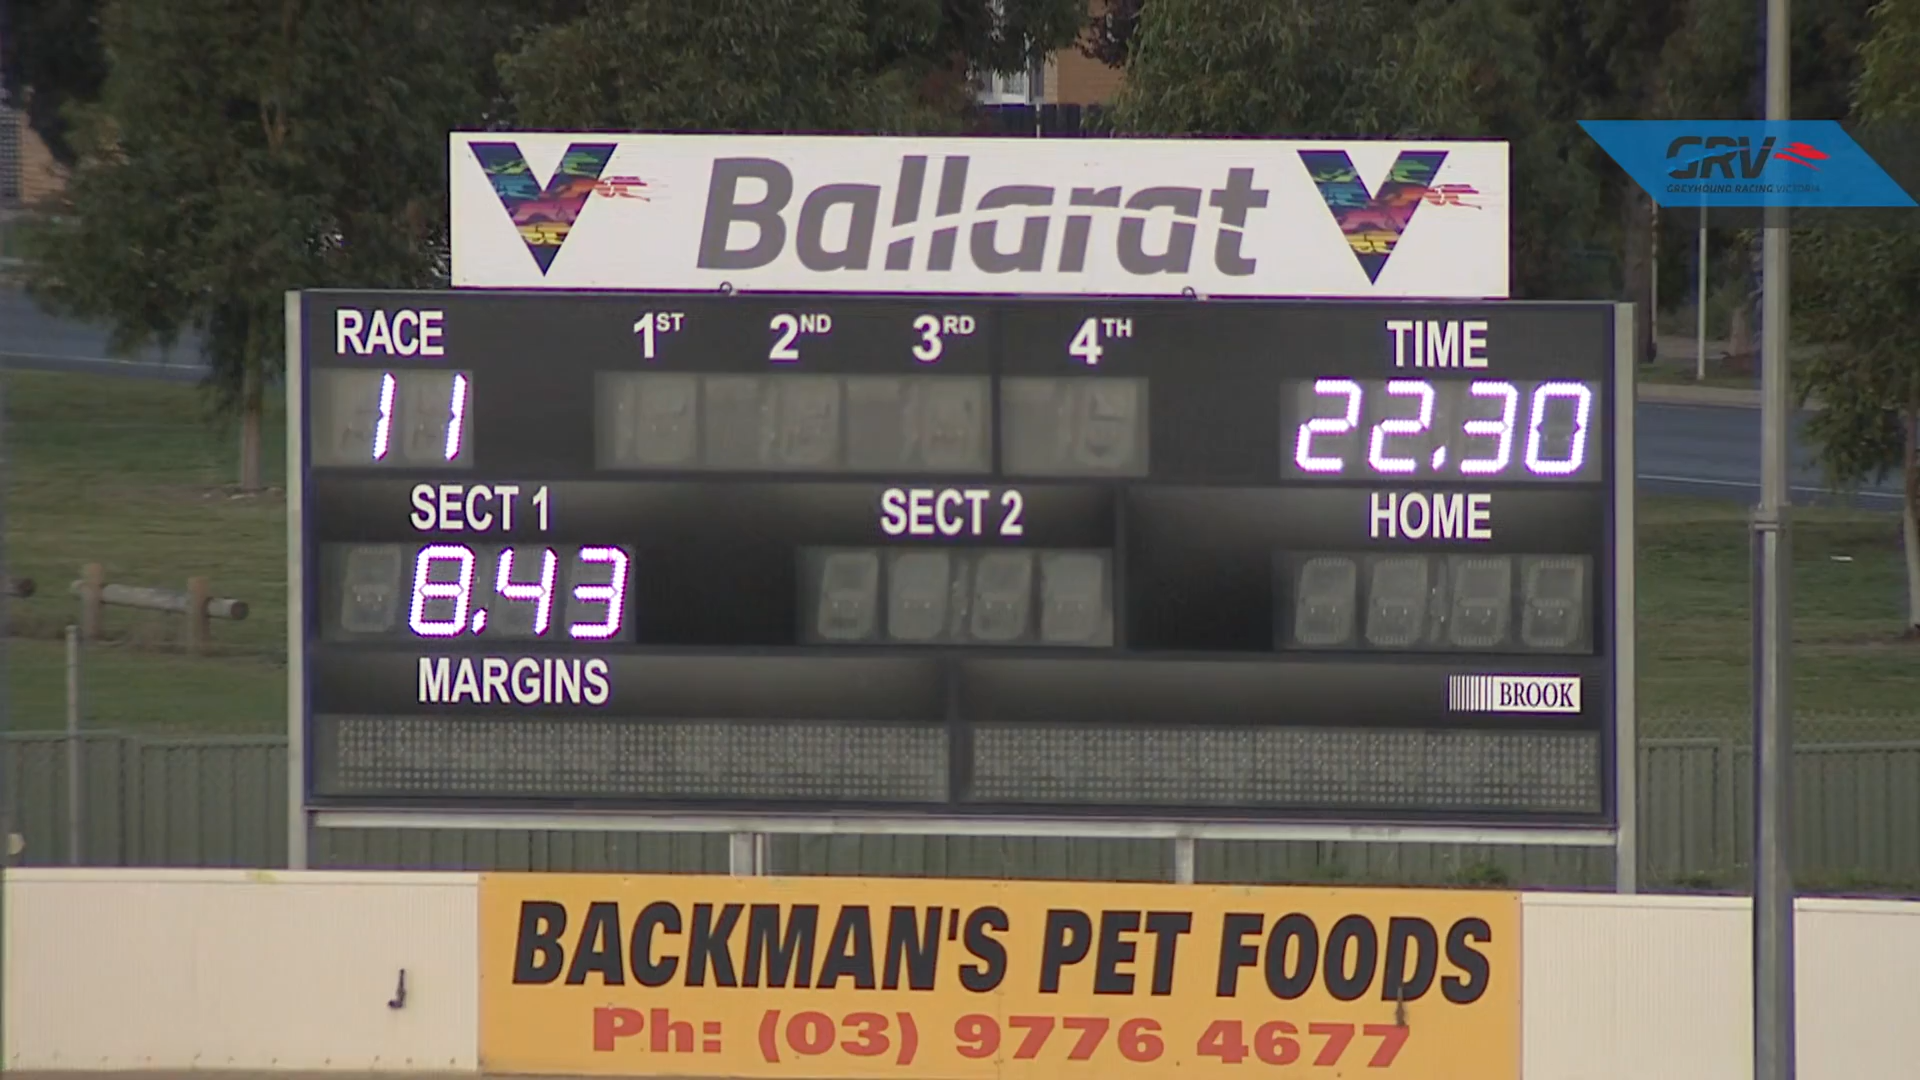 Ballarat
GRV
GREYHOUND RACING VICTORIA
RACE 1ST 2ND 3RD 4TH TIME
11 22.30
SECT 1 SECT 2 HOME
8.43
MARGINS
BROOK
BACKMAN'S PET FOODS
Ph: (03) 9776 4677